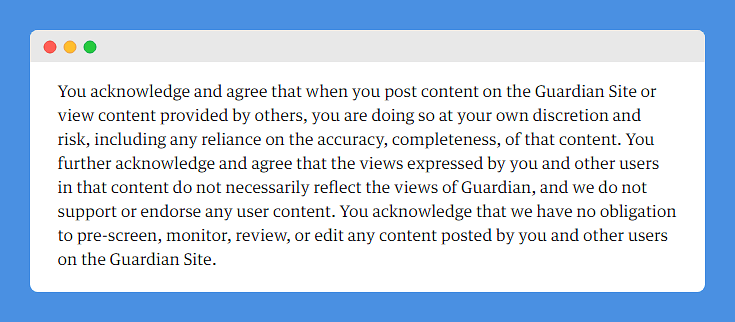 You acknowledge and agree that when you post content on the Guardian Site or
view content provided by others, you are doing so at your own discretion and
risk, including any reliance on the accuracy, completeness, of that content. You
further acknowledge and agree that the views expressed by you and other users
in that content do not necessarily reflect the views of Guardian, and we do not
support or endorse any user content. You acknowledge that we have no obligation
to pre-screen, monitor, review, or edit any content posted by you and other users
on the Guardian Site.